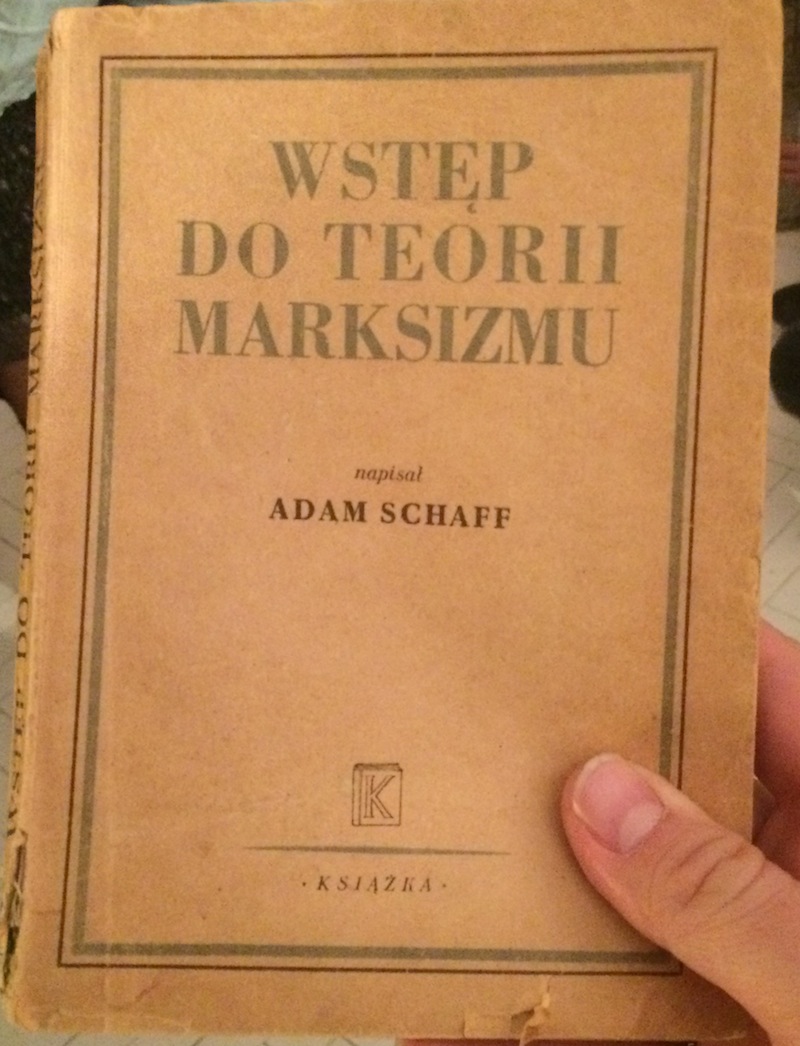 WSTĘP
DO TEORII
MARKSIZMU
napisał
ADAM SCHAFF
K
· KSIĄŻKA ·
WSTĘP DO TEORII MARKSIZMU